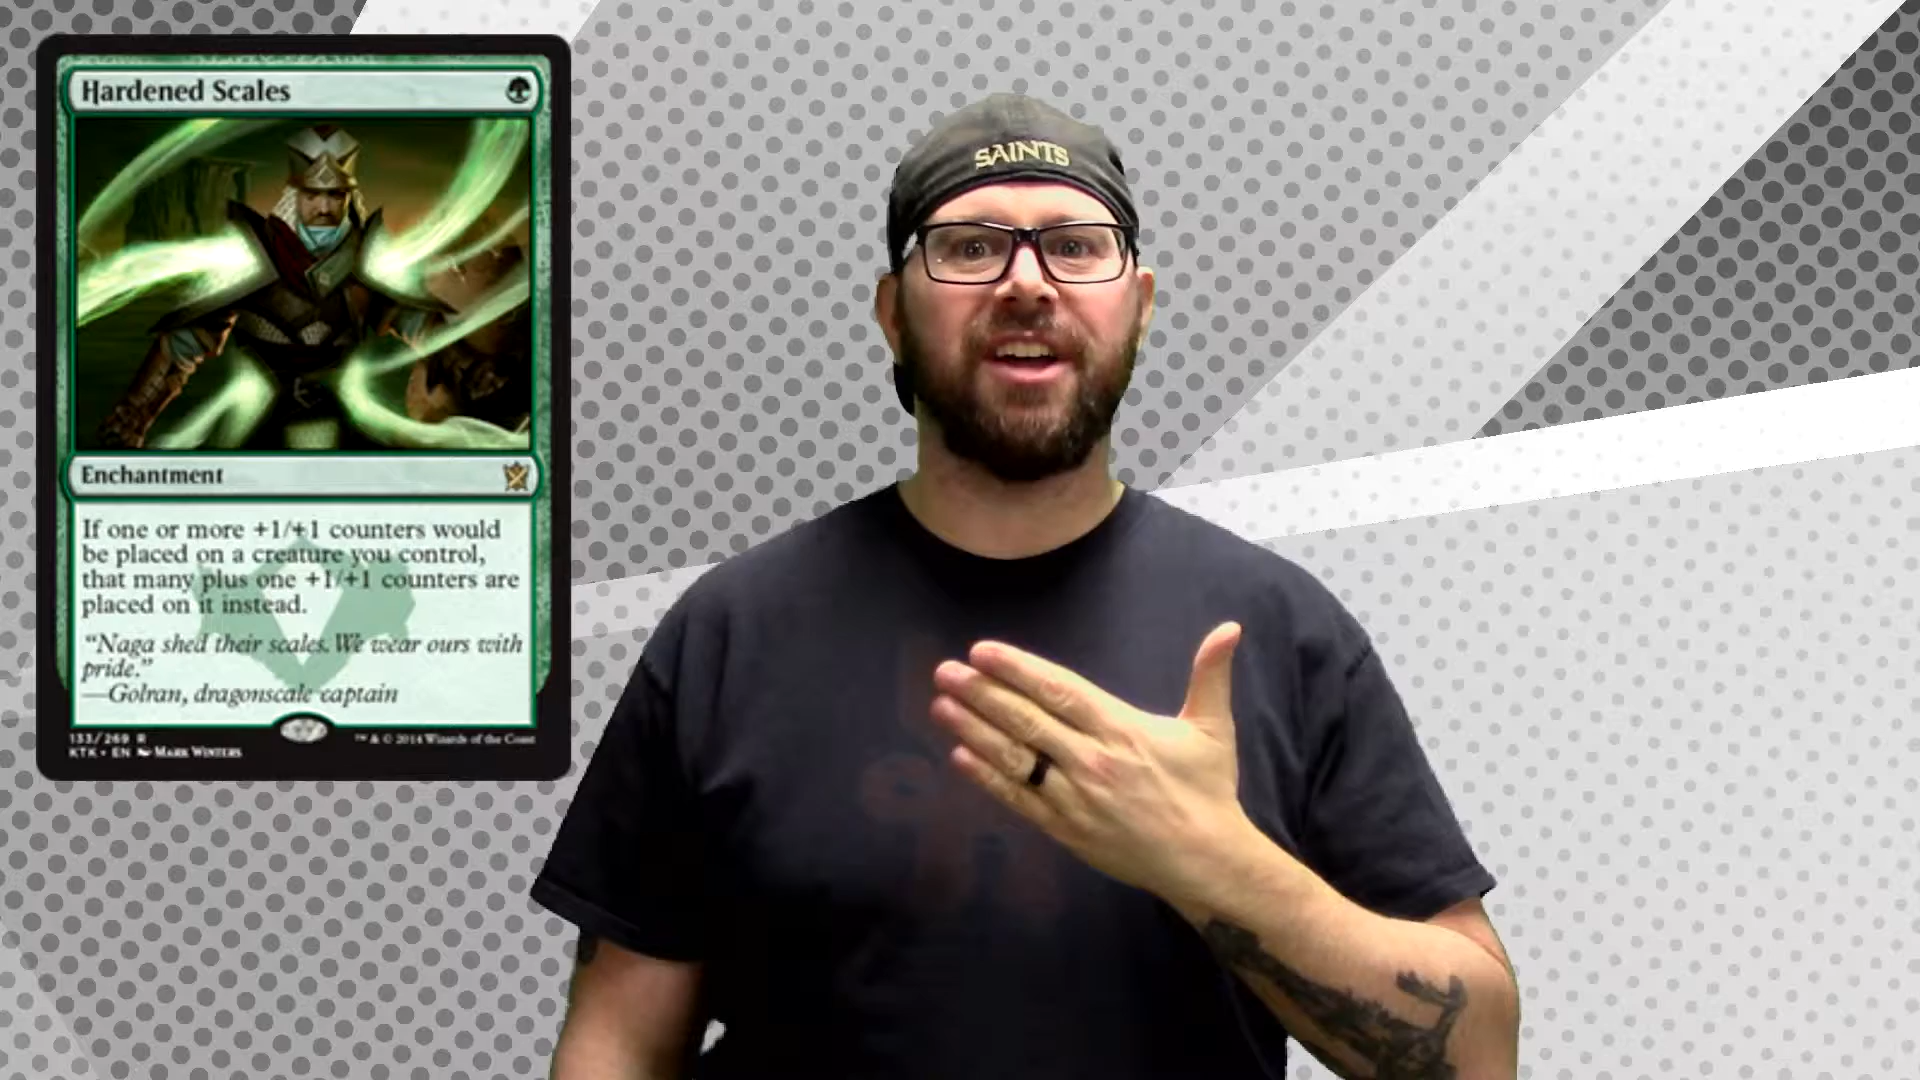 Hardened Scales
SAINTS
Enchantment
If one or more +1/+1 counters would
be placed on a creature you control,
that many plus one +1/+1 counters are
placed on it instead.
“Naga shed their scales. We wear ours with
pride.”
—Golran, dragonscale captain
133/269 R
KTK • EN MARK WINTERS
™ & © 2014 Wizards of the Coast